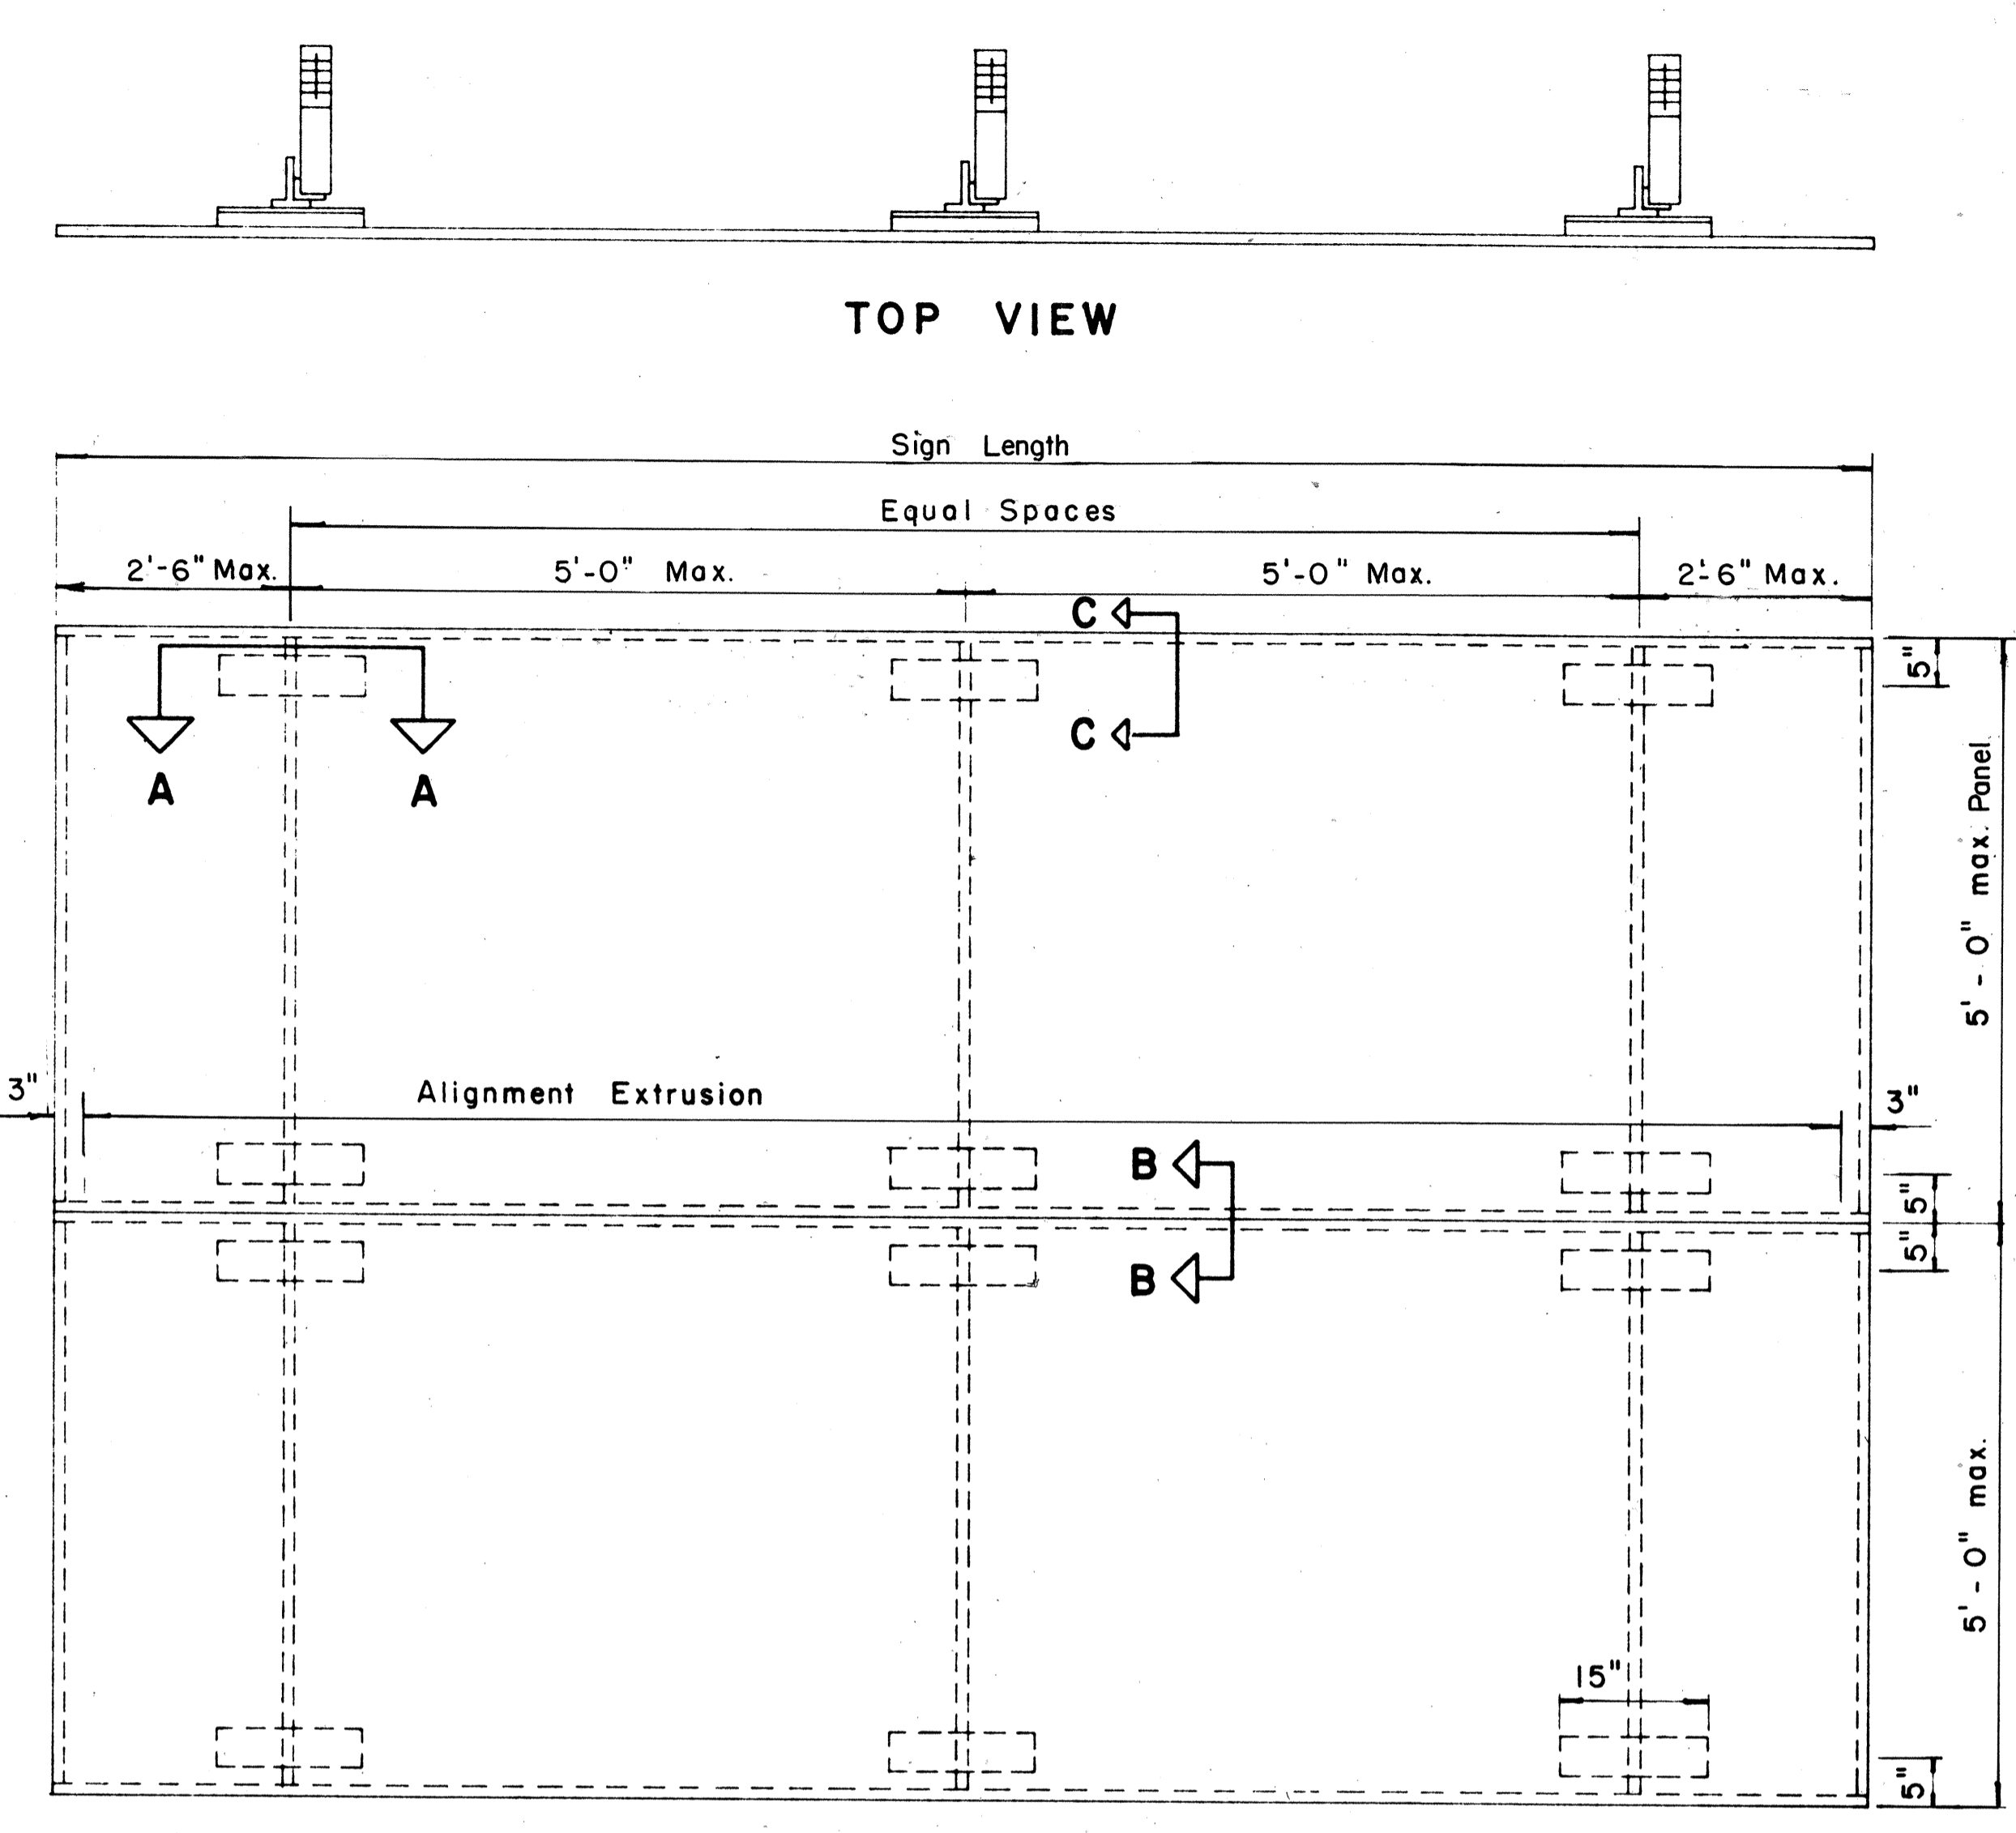 TOP VIEW
Sign Length
Equal Spaces
2'-6" Max.
5'-0" Max.
5'-0" Max.
2'-6" Max.
C
C
5"
A
A
5'-0" max. Panel
3"
Alignment Extrusion
3"
B
5"
5"
B
5'-0" max.
15"
5"